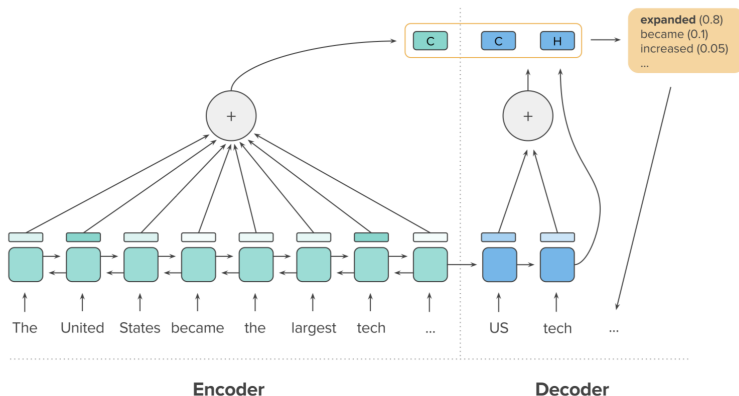 C C H
expanded (0.8)
became (0.1)
increased (0.05)
...
+ +
The United States became the largest tech ... US tech ...
Encoder Decoder